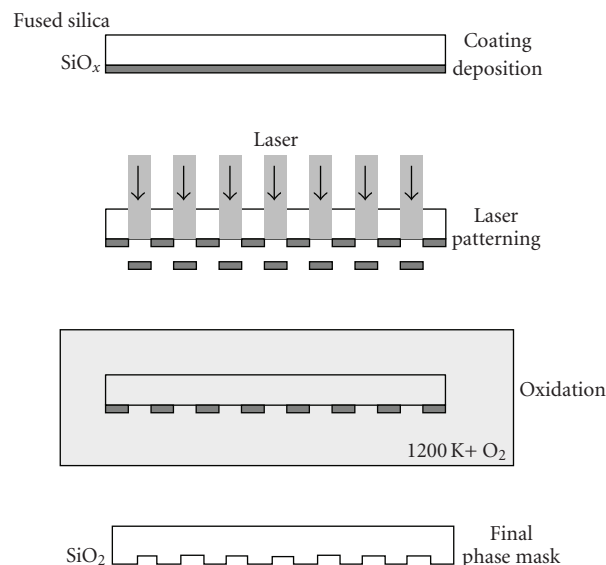 Fused silica
SiOₓ
Coating
deposition
Laser
Laser
patterning
Oxidation
1200 K+ O₂
SiO₂
Final
phase mask